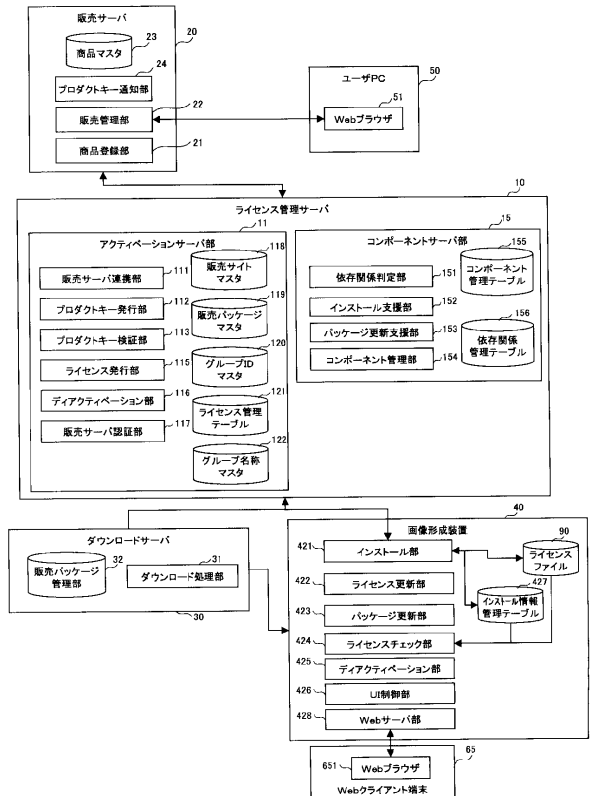 販売サーバ
20
商品マスタ
23
プロダクトキー通知部
24
販売管理部
22
商品登録部
21
ユーザPC
50
Webブラウザ
51
ライセンス管理サーバ
10
アクティベーションサーバ部
11
販売サーバ連携部
111
プロダクトキー発行部
112
プロダクトキー検証部
113
ライセンス発行部
115
ディアクティベーション部
116
販売サーバ認証部
117
販売サイト
マスタ
118
販売パッケージ
マスタ
119
グループID
マスタ
120
ライセンス管理
テーブル
121
グループ名称
マスタ
122
コンポーネントサーバ部
15
依存関係判定部
151
インストール支援部
152
パッケージ更新支援部
153
コンポーネント管理部
154
コンポーネント
管理テーブル
155
依存関係
管理テーブル
156
ダウンロードサーバ
30
販売パッケージ
管理部
32
ダウンロード処理部
31
画像形成装置
40
421
インストール部
422
ライセンス更新部
423
パッケージ更新部
424
ライセンスチェック部
425
ディアクティベーション部
426
UI制御部
428
Webサーバ部
90
ライセンス
ファイル
427
インストール情報
管理テーブル
65
651
Webブラウザ
Webクライアント端末